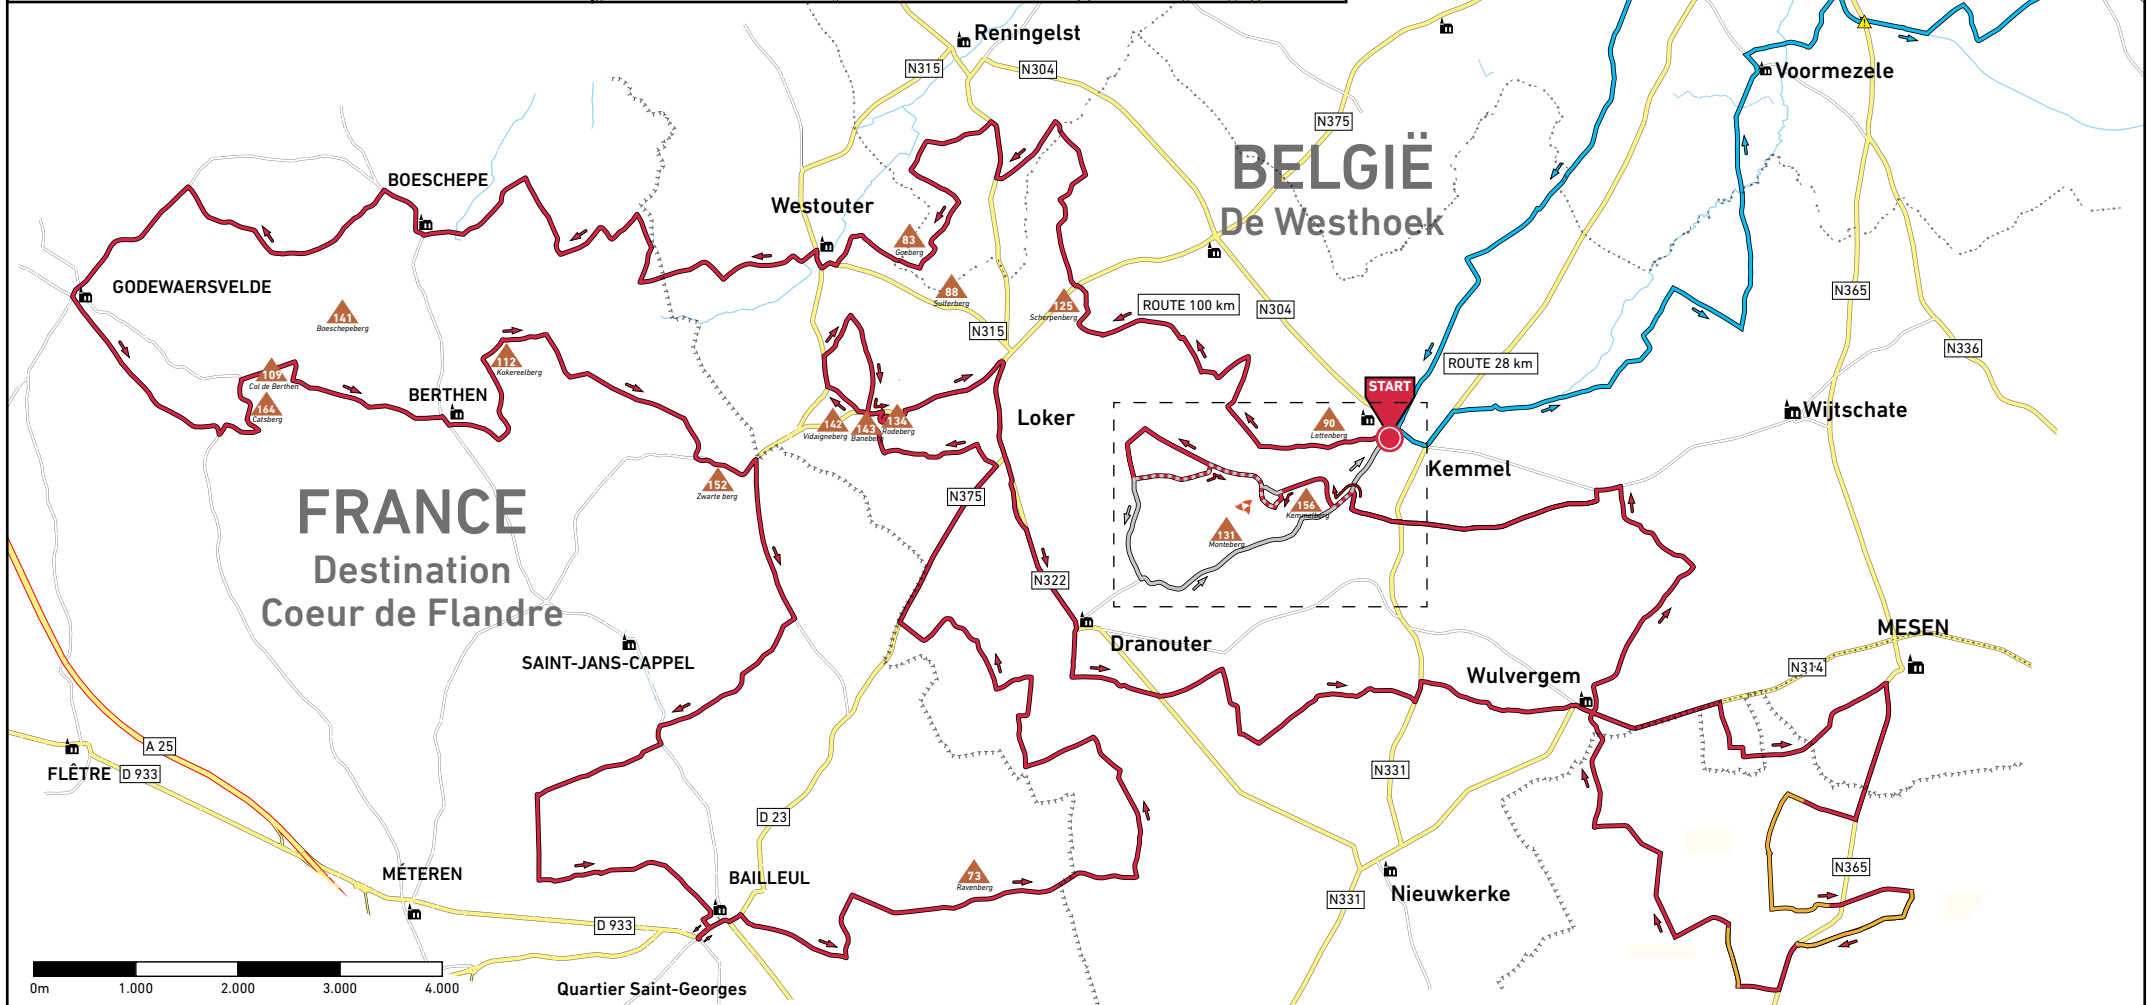 Reningelst
N315
N304
Voormezele
N375
BELGIË
De Westhoek
BOESCHEPE
Westouter
83
Goeberg
GODEWAERSVELDE
88
Sulferberg
125
Scherpenberg
ROUTE 100 km
N304
N365
141
Boeschepeberg
N315
N336
ROUTE 28 km
112
Kokereelberg
109
Col de Berthen
START
BERTHEN
164
Catsberg
Loker
Wijtschate
142
Vidaigneberg
143
Baneberg
134
Rodeberg
90
Lettenberg
Kemmel
152
Zwarte berg
N375
156
Kemmelberg
FRANCE
131
Monteberg
Destination
Coeur de Flandre
N322
MESEN
Dranouter
SAINT-JANS-CAPPEL
N314
Wulvergem
A 25
FLÊTRE
D 933
N331
D 23
N365
MÉTEREN
BAILLEUL
73
Ravenberg
Nieuwkerke
N331
D 933
0m
1.000
2.000
3.000
4.000
Quartier Saint-Georges